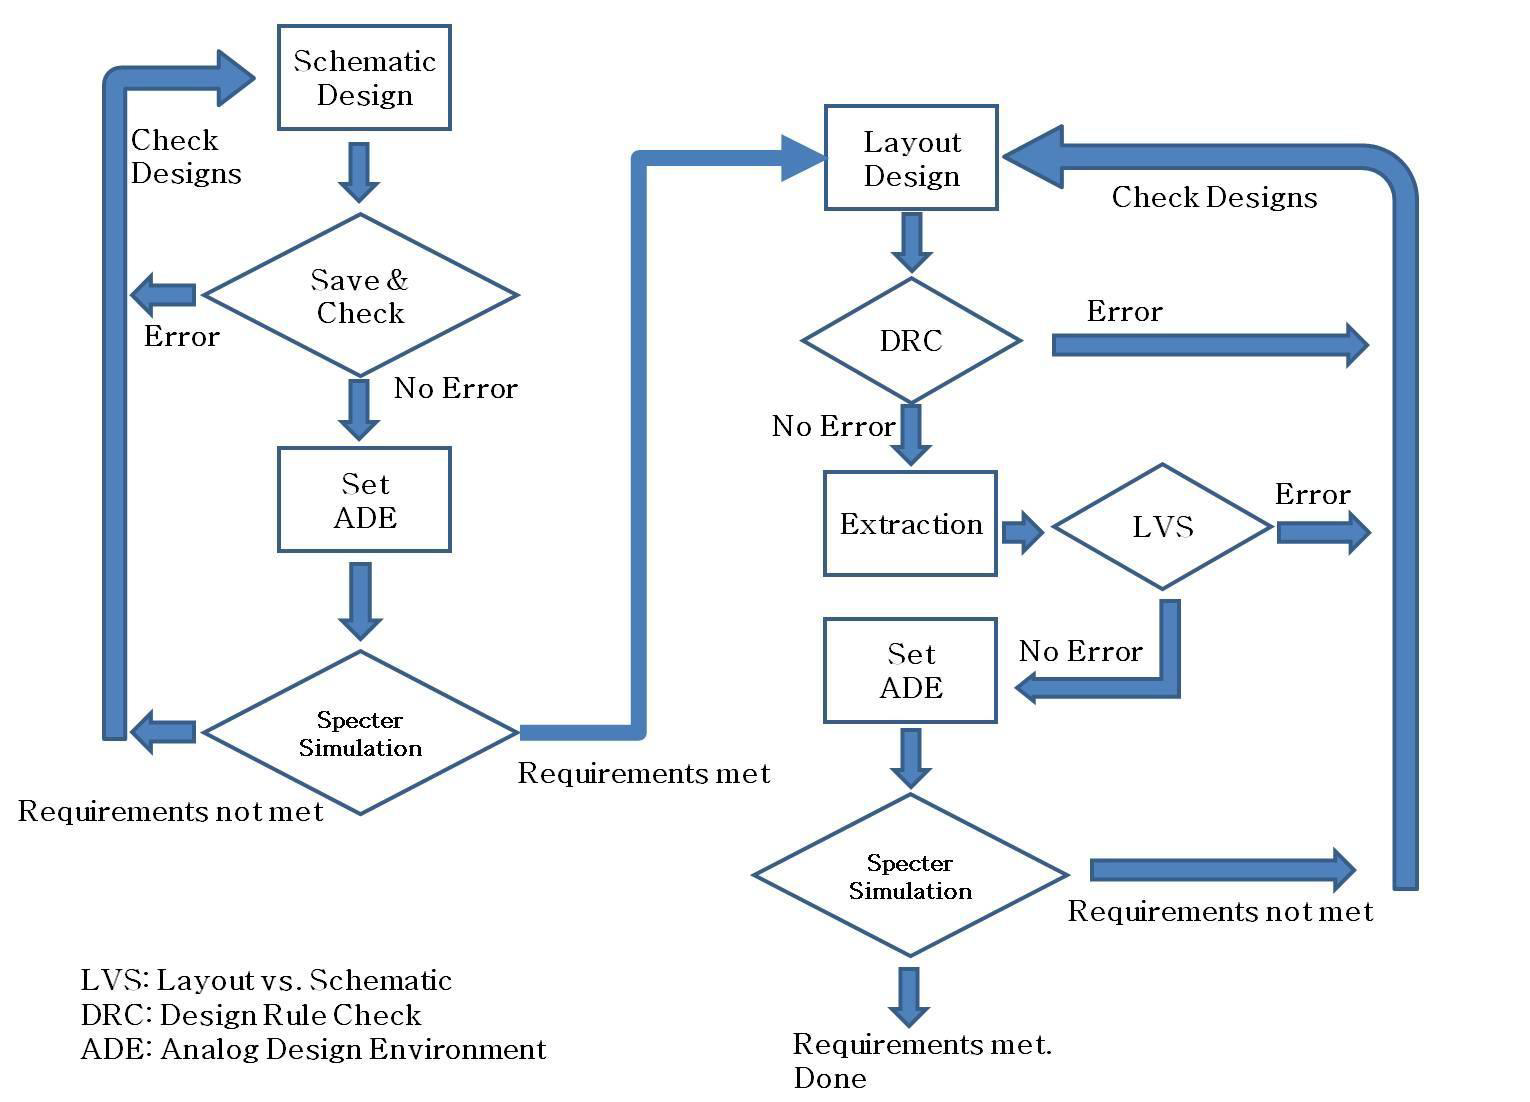 Schematic
Design
Check
Designs
Save &
Check
Error
No Error
Set
ADE
Specter
Simulation
Requirements not met
Requirements met
Layout
Design
Check Designs
DRC
Error
No Error
Extraction
LVS
Error
No Error
Set
ADE
Specter
Simulation
Requirements not met
Requirements met.
Done
LVS: Layout vs. Schematic
DRC: Design Rule Check
ADE: Analog Design Environment